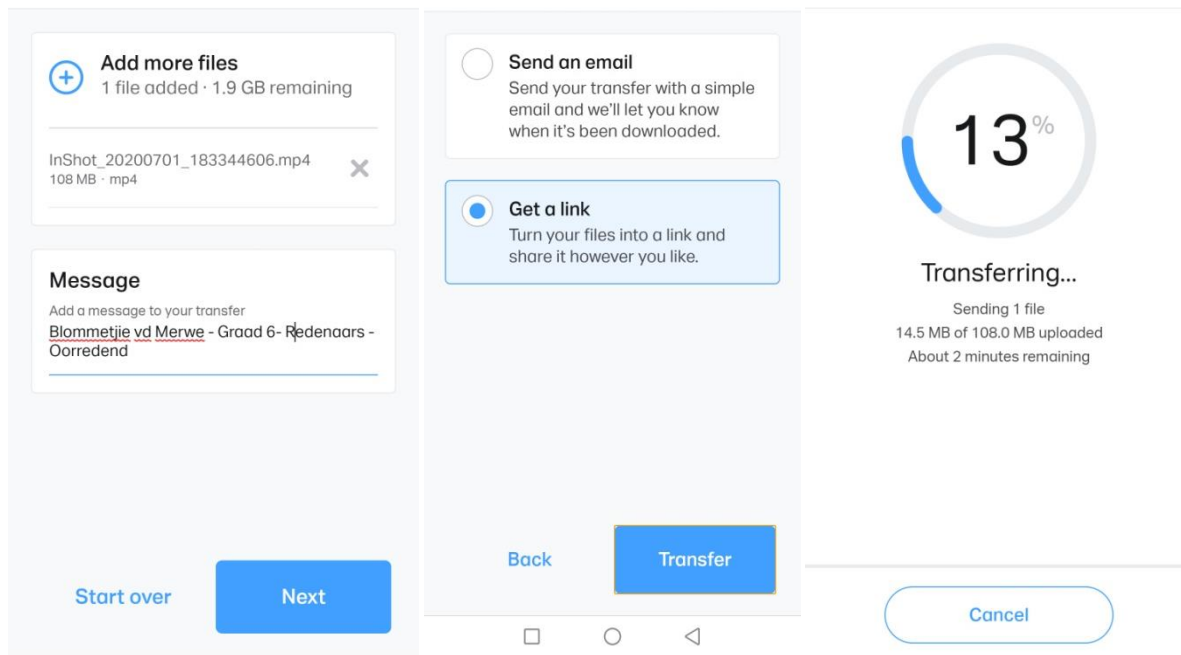 Add more files
1 file added · 1.9 GB remaining
InShot_20200701_183344606.mp4
108 MB · mp4
Message
Add a message to your transfer
Blommetjie vd Merwe - Graad 6- Redenaars -
Oorredend
Start over
Next
Send an email
Send your transfer with a simple
email and we'll let you know
when it's been downloaded.
Get a link
Turn your files into a link and
share it however you like.
Back
Transfer
13%
Transferring...
Sending 1 file
14.5 MB of 108.0 MB uploaded
About 2 minutes remaining
Cancel